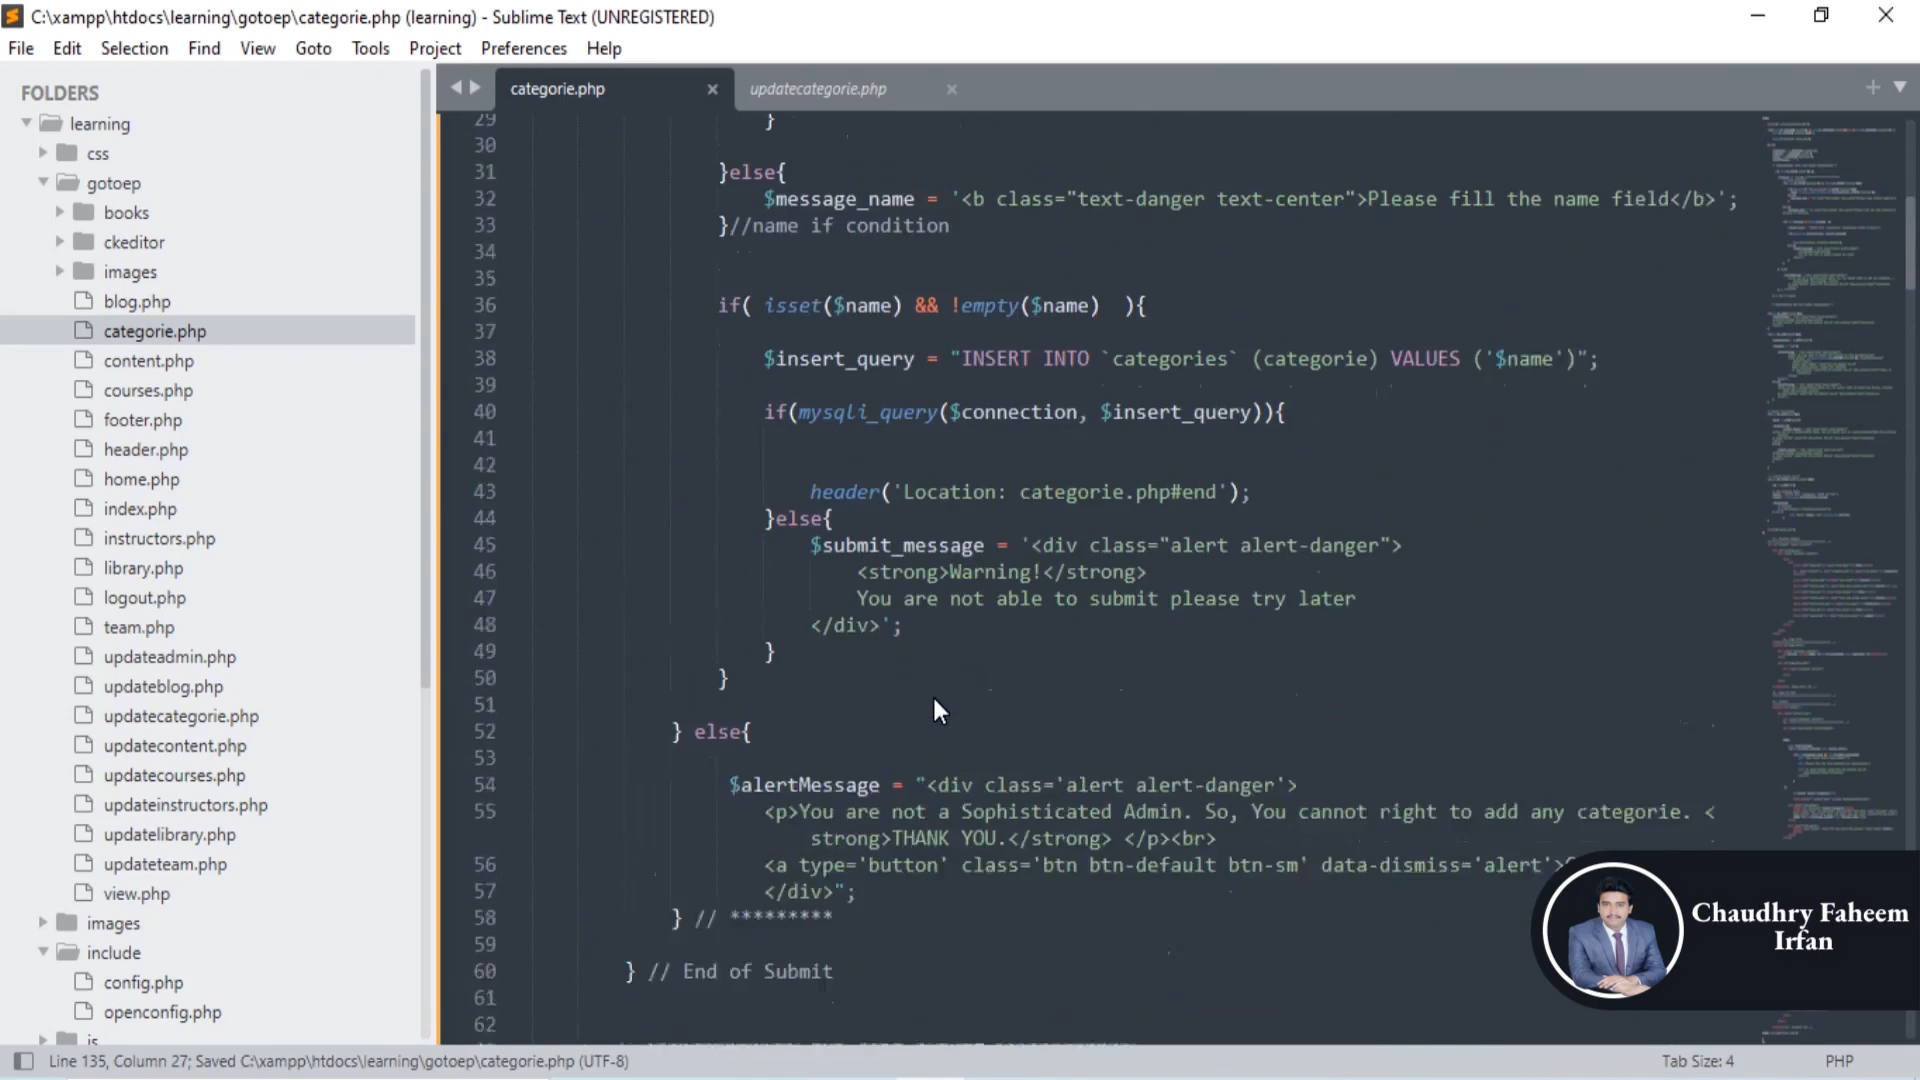 C:\xampp\htdocs\learning\gotoep\categorie.php (learning) - Sublime Text (UNREGISTERED)
File Edit Selection Find View Goto Tools Project Preferences Help
FOLDERS
learning
css
gotoep
books
ckeditor
images
blog.php
categorie.php
content.php
courses.php
footer.php
header.php
home.php
index.php
instructors.php
library.php
logout.php
team.php
updateadmin.php
updateblog.php
updatecategorie.php
updatecontent.php
updatecourses.php
updateinstructors.php
updatelibrary.php
updateteam.php
view.php
images
include
config.php
openconfig.php
js
categorie.php updatecategorie.php
29 }
30
31 }else{
32 $message_name = '<b class="text-danger text-center">Please fill the name field</b>';
33 }//name if condition
34
35
36 if( isset($name) && !empty($name)  ){
37
38 $insert_query = "INSERT INTO `categories` (categorie) VALUES ('$name')";
39
40 if(mysqli_query($connection, $insert_query)){
41
42
43 header('Location: categorie.php#end');
44 }else{
45 $submit_message = '<div class="alert alert-danger">
46 <strong>Warning!</strong>
47 You are not able to submit please try later
48 </div>';
49 }
50 }
51
52 } else{
53
54 $alertMessage = "<div class='alert alert-danger'>
55 <p>You are not a Sophisticated Admin. So, You cannot right to add any categorie. <
strong>THANK YOU.</strong> </p><br>
56 <a type='button' class='btn btn-default btn-sm' data-dismiss='alert'>
57 </div>";
58 } // *********
59
60 } // End of Submit
61
62
Chaudhry Faheem
Irfan
Line 135, Column 27; Saved C:\xampp\htdocs\learning\gotoep\categorie.php (UTF-8) Tab Size: 4 PHP